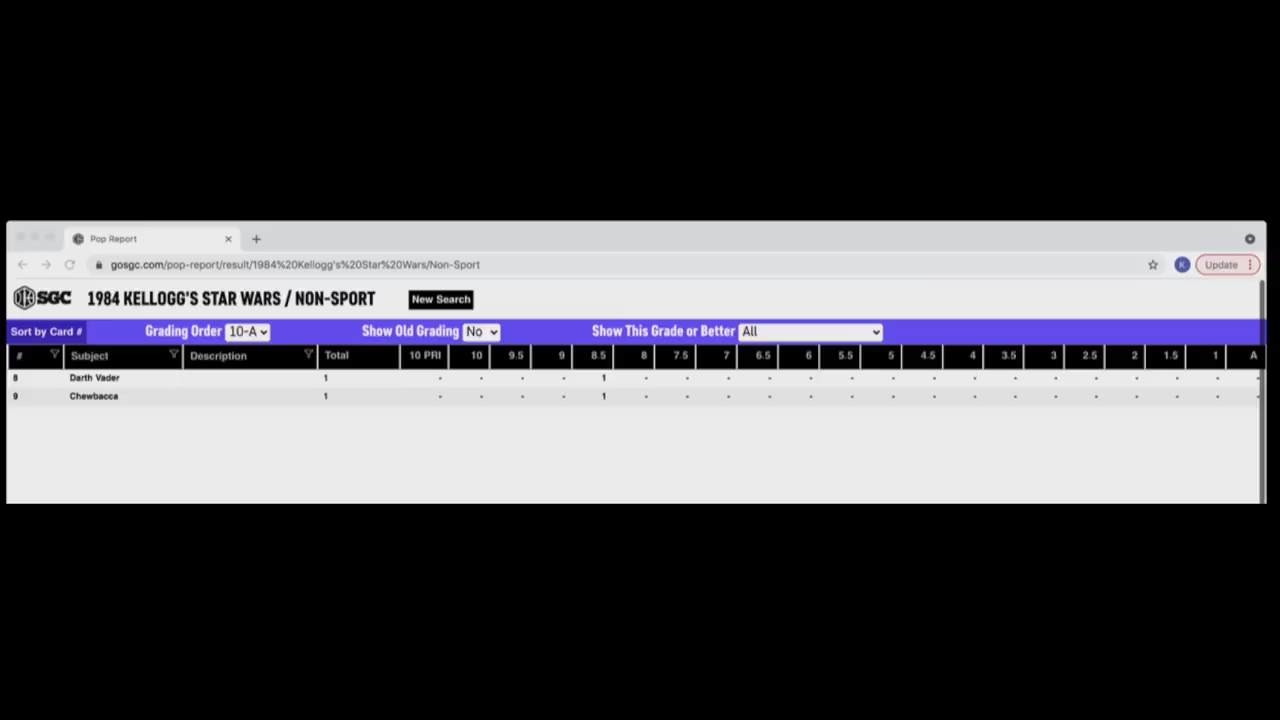 Pop Report
gosgc.com/pop-report/result/1984%20Kellogg's%20Star%20Wars/Non-Sport
K
Update
SGC 1984 KELLOGG'S STAR WARS / NON-SPORT New Search
Sort by Card # Grading Order 10-A Show Old Grading No Show This Grade or Better All
# Subject Description Total 10 PRI 10 9.5 9 8.5 8 7.5 7 6.5 6 5.5 5 4.5 4 3.5 3 2.5 2 1.5 1 A
8 Darth Vader 1 - - - - 1 - - - - - - - - - - - - - - - -
9 Chewbacca 1 - - - - 1 - - - - - - - - - - - - - - - -